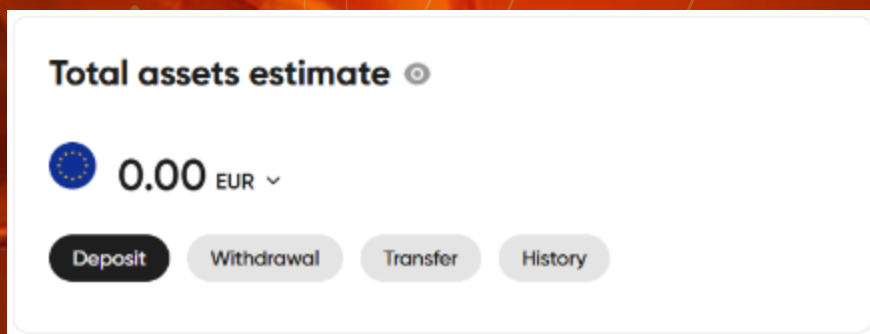 Total assets estimate
0.00 EUR
Deposit Withdrawal Transfer History